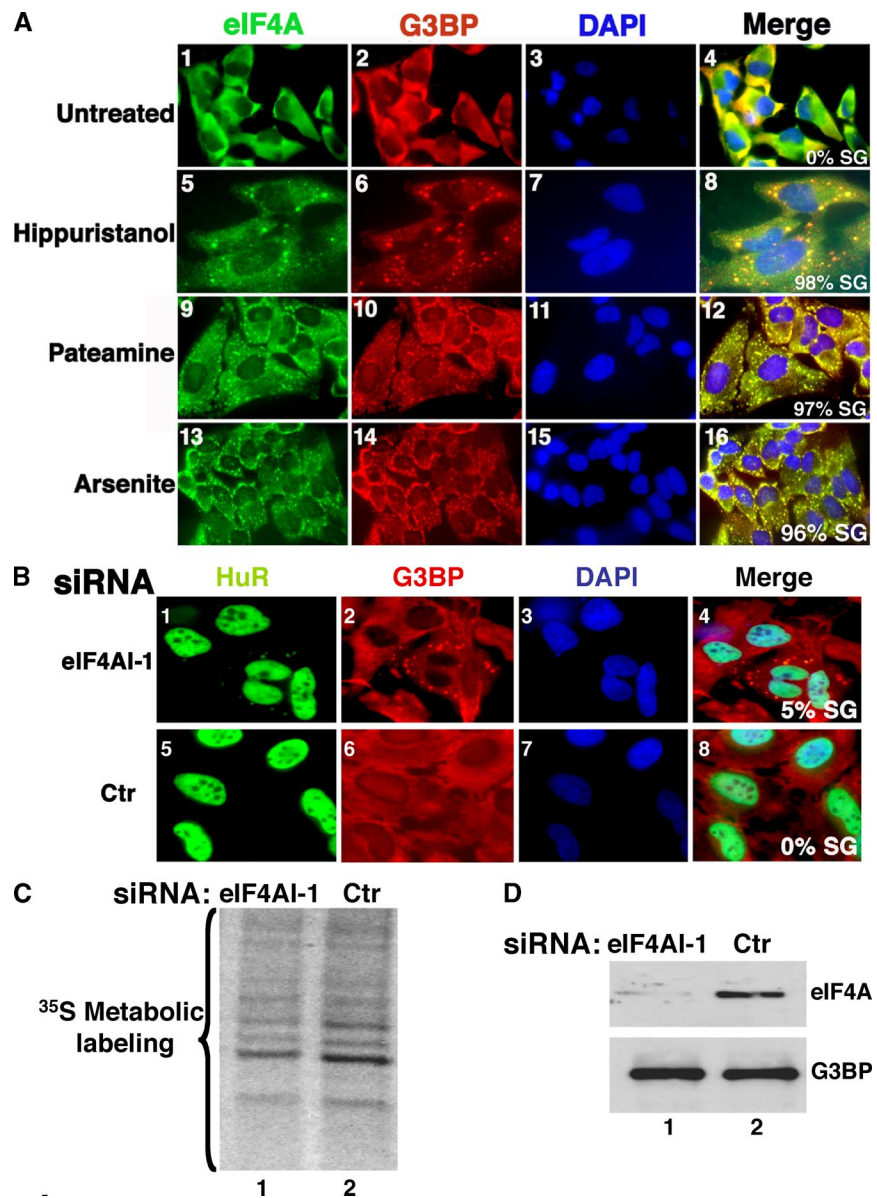 A
eIF4A G3BP DAPI Merge
Untreated
1 2 3 4
0% SG
Hippuristanol
5 6 7 8
98% SG
Pateamine
9 10 11 12
97% SG
Arsenite
13 14 15 16
96% SG
B siRNA HuR G3BP DAPI Merge
eIF4AI-1
1 2 3 4
5% SG
Ctr
5 6 7 8
0% SG
C siRNA: eIF4AI-1 Ctr
35S Metabolic
labeling
1 2
D
siRNA: eIF4AI-1 Ctr
eIF4A
G3BP
1 2